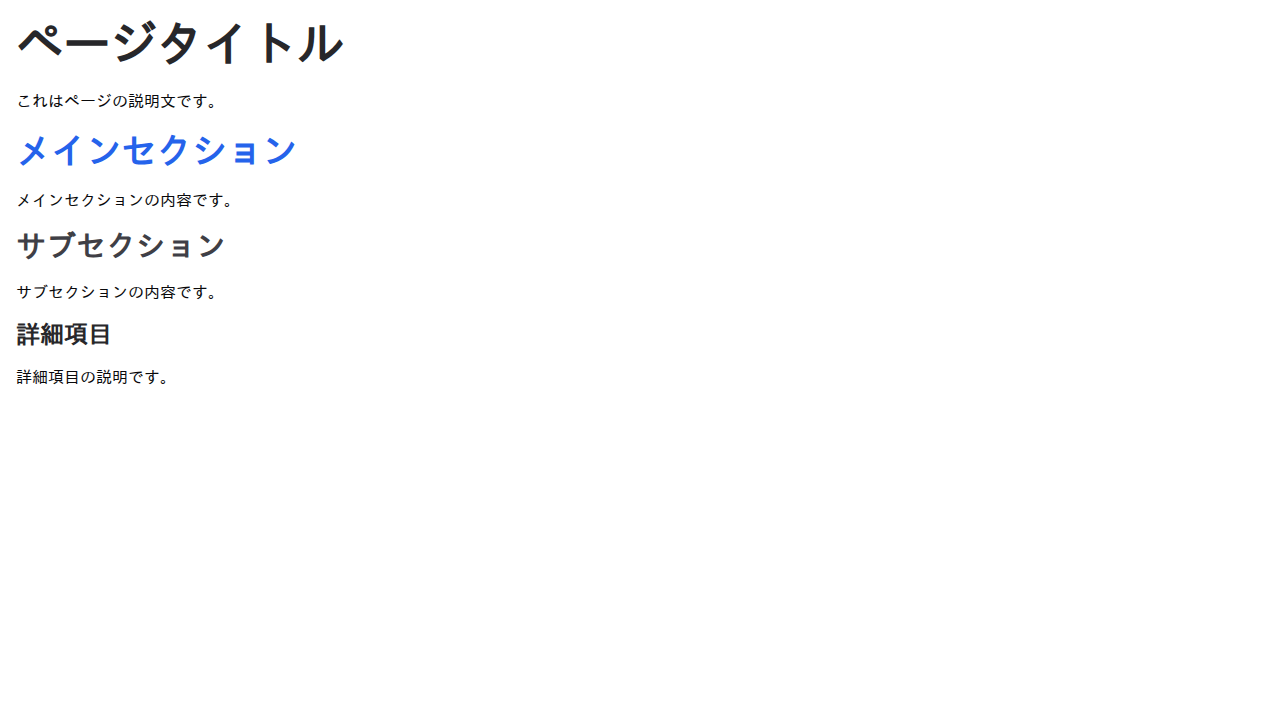 ページタイトル
これはページの説明文です。
メインセクション
メインセクションの内容です。
サブセクション
サブセクションの内容です。
詳細項目
詳細項目の説明です。